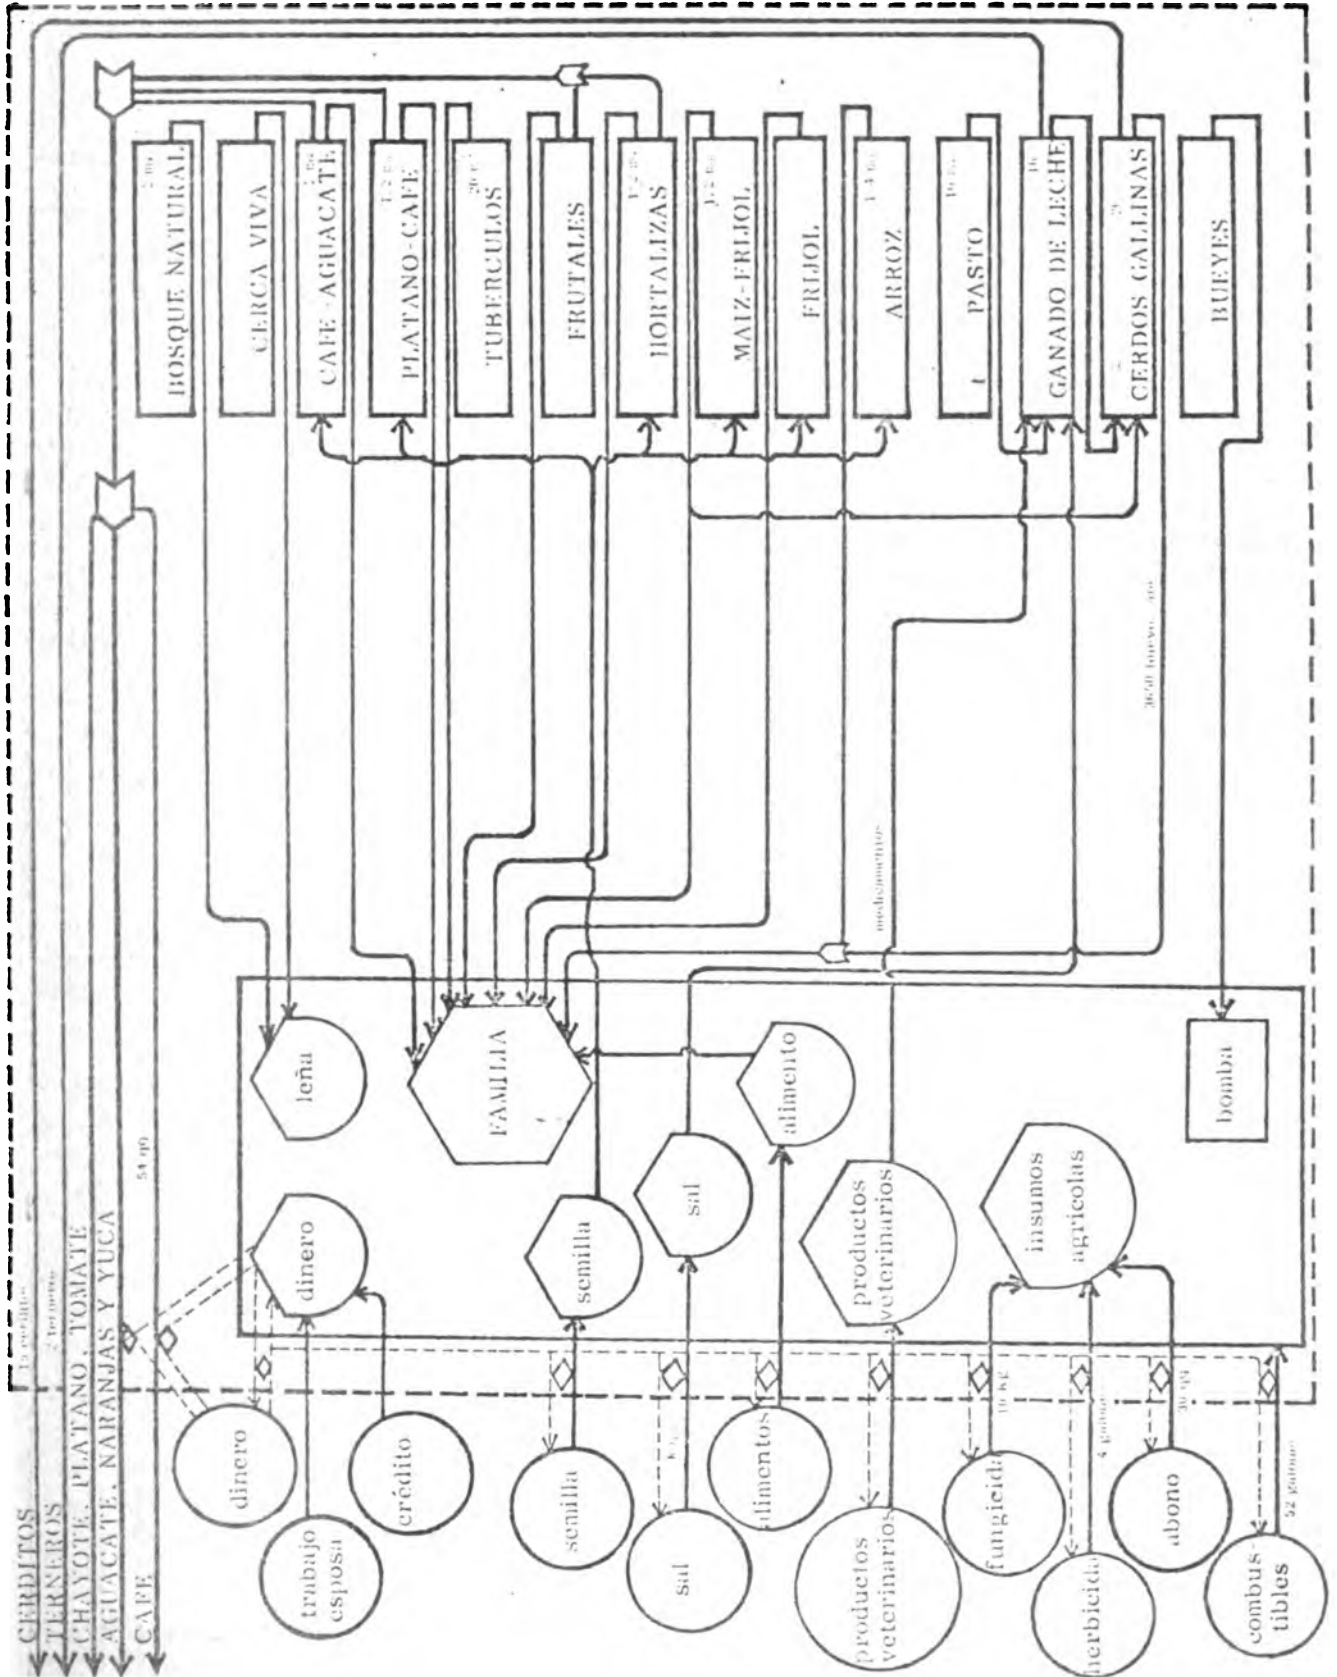 CERDITOS
TERNEROS
CHAYOTE, PLATANO, TOMATE
AGUACATE, NARANJAS Y YUCA
CAFE
54 qq
dinero
trabajo
esposa
crédito
semilla
sal
alimentos
productos
veterinarios
fungicida
herbicida
abono
combus-
tibles
52 galones
dinero
leña
FAMILIA
semilla
sal
alimento
productos
veterinarios
insumos
agrícolas
bomba
medicamentos
BOSQUE NATURAL
CERCA VIVA
CAFE-AGUACATE
PLATANO-CAFE
TUBERCULOS
FRUTALES
HORTALIZAS
MAIZ-FRIJOL
FRIJOL
ARROZ
PASTO
GANADO DE LECHE
CERDOS GALLINAS
BUEYES